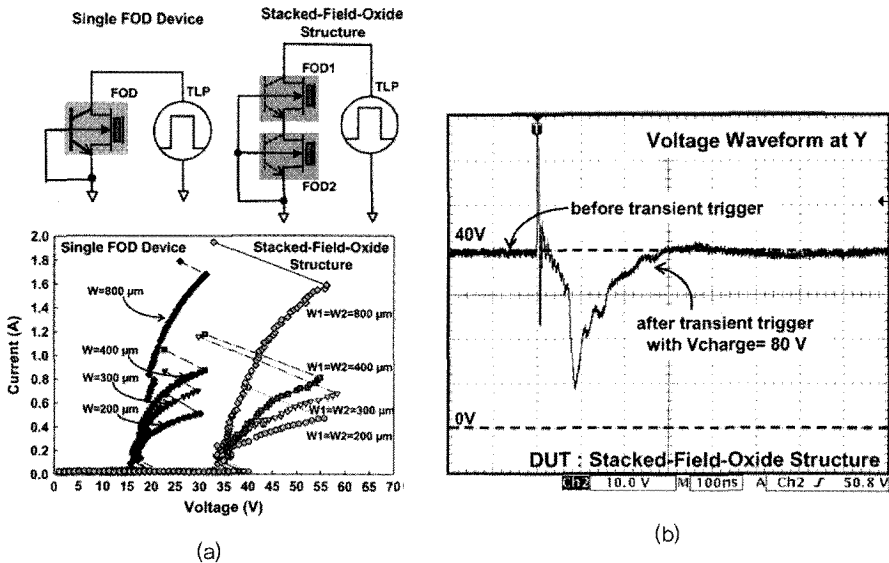 Single FOD Device
Stacked-Field-Oxide
Structure
FOD
TLP
FOD1
TLP
FOD2
Single FOD Device
Stacked-Field-Oxide
Structure
W=800 μm
W=400 μm
W=300 μm
W=200 μm
W1=W2=800 μm
W1=W2=400 μm
W1=W2=300 μm
W1=W2=200 μm
Current (A)
2.0
1.8
1.6
1.4
1.2
1.0
0.8
0.6
0.4
0.2
0.0
0 5 10 15 20 25 30 35 40 45 50 55 60 65 70
Voltage (V)
(a)
Voltage Waveform at Y
before transient trigger
40V
after transient trigger
with Vcharge= 80 V
0V
DUT : Stacked-Field-Oxide Structure
Ch2 10.0 V M 100ns A Ch2 ƒ 50.8 V
(b)